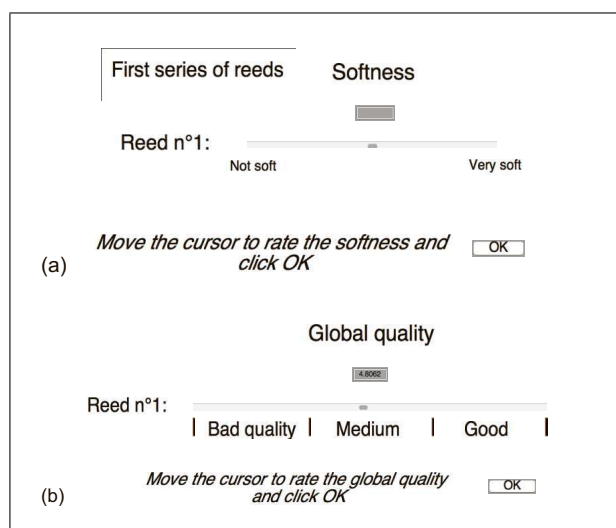 First series of reeds Softness
Reed n°1:
Not soft Very soft
Move the cursor to rate the softness and
click OK
OK
(a)
Global quality
4.8062
Reed n°1:
Bad quality Medium Good
Move the cursor to rate the global quality
and click OK
OK
(b)